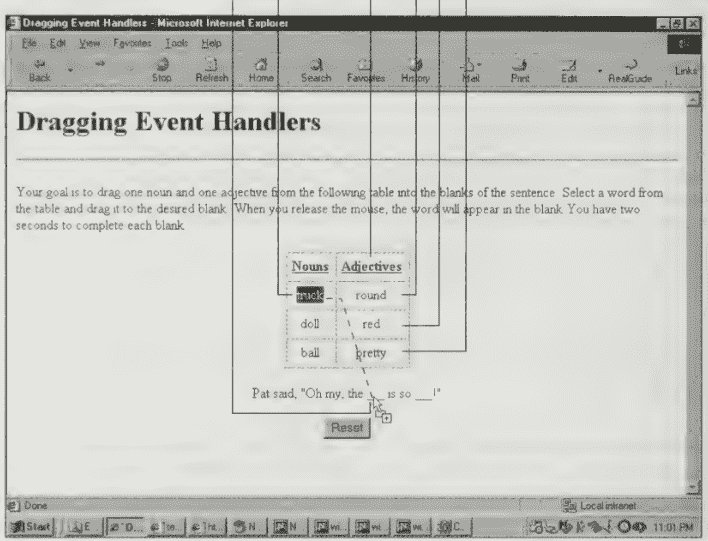 Dragging Event Handlers - Microsoft Internet Explorer
File Edit View Favorites Tools Help
Back Stop Refresh Home Search Favorites History Mail Print Edit RealGuide Links
Dragging Event Handlers
Your goal is to drag one noun and one adjective from the following table into the blanks of the sentence. Select a word from
the table and drag it to the desired blank. When you release the mouse, the word will appear in the blank. You have two
seconds to complete each blank.
Nouns Adjectives
truck round
doll red
ball pretty
Pat said, "Oh my, the ___ is so ___!"
Reset
Done Local intranet
Start 11:01 PM